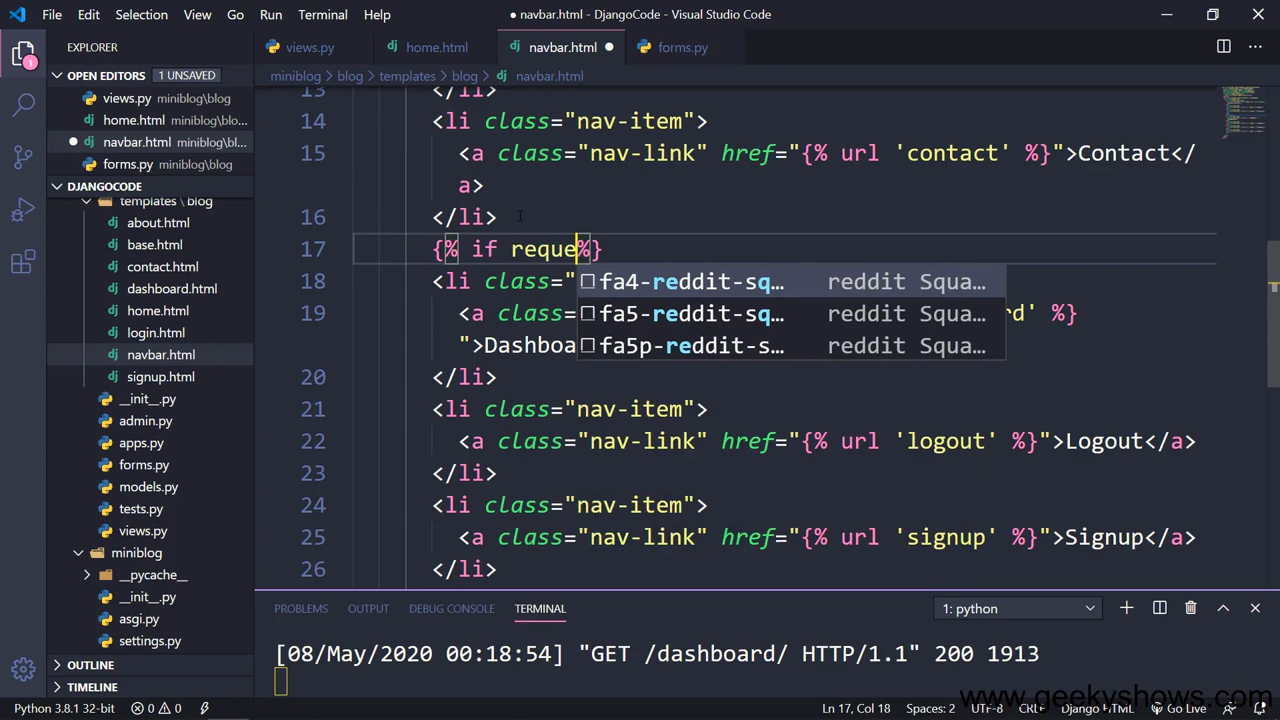 File Edit Selection View Go Run Terminal Help
● navbar.html - DjangoCode - Visual Studio Code
EXPLORER
views.py
home.html
navbar.html
forms.py
OPEN EDITORS 1 UNSAVED
views.py miniblog\blog
home.html miniblog\blo...
navbar.html miniblog\bl...
forms.py miniblog\blog
DJANGOCODE
templates \ blog
about.html
base.html
contact.html
dashboard.html
home.html
login.html
navbar.html
signup.html
__init__.py
admin.py
apps.py
forms.py
models.py
tests.py
views.py
miniblog
__pycache__
__init__.py
asgi.py
settings.py
OUTLINE
TIMELINE
miniblog > blog > templates > blog > navbar.html
13 </li>
14 <li class="nav-item">
15 <a class="nav-link" href="{% url 'contact' %}">Contact</
a>
16 </li>
17 {% if reque%}
18 <li class="
19 <a class= rd' %}
">Dashboa
fa4-reddit-sq... reddit Squa...
fa5-reddit-sq... reddit Squa...
fa5p-reddit-s... reddit Squa...
20 </li>
21 <li class="nav-item">
22 <a class="nav-link" href="{% url 'logout' %}">Logout</a>
23 </li>
24 <li class="nav-item">
25 <a class="nav-link" href="{% url 'signup' %}">Signup</a>
26 </li>
PROBLEMS OUTPUT DEBUG CONSOLE TERMINAL
1: python
[08/May/2020 00:18:54] "GET /dashboard/ HTTP/1.1" 200 1913
www.geekyshows.com
Python 3.8.1 32-bit 0 0
Ln 17, Col 18 Spaces: 2 UTF-8 CRLF Django HTML Go Live
1